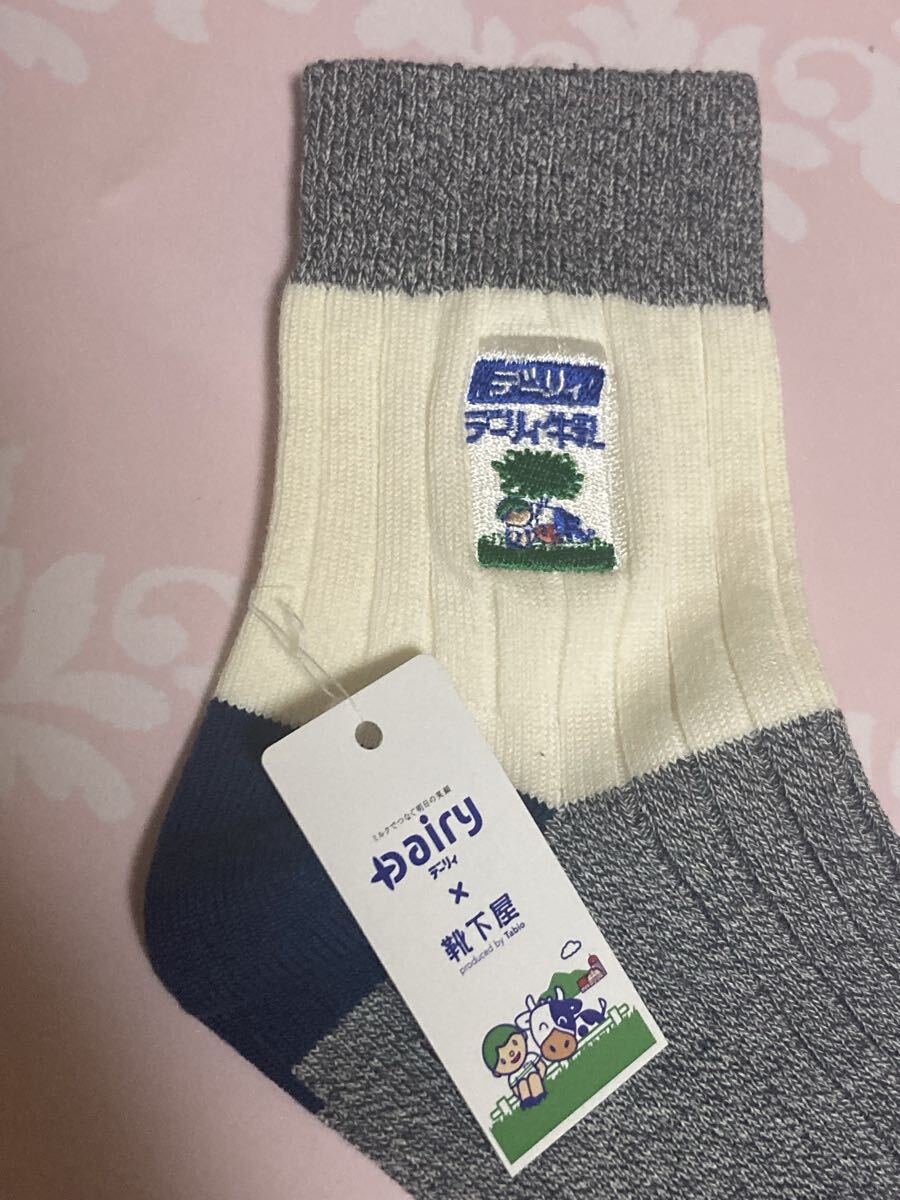 デーリィ
デーリィ牛乳
ミルクでつなぐ明日の笑顔
Dairy
デーリィ
×
靴下屋
produced by Tabio